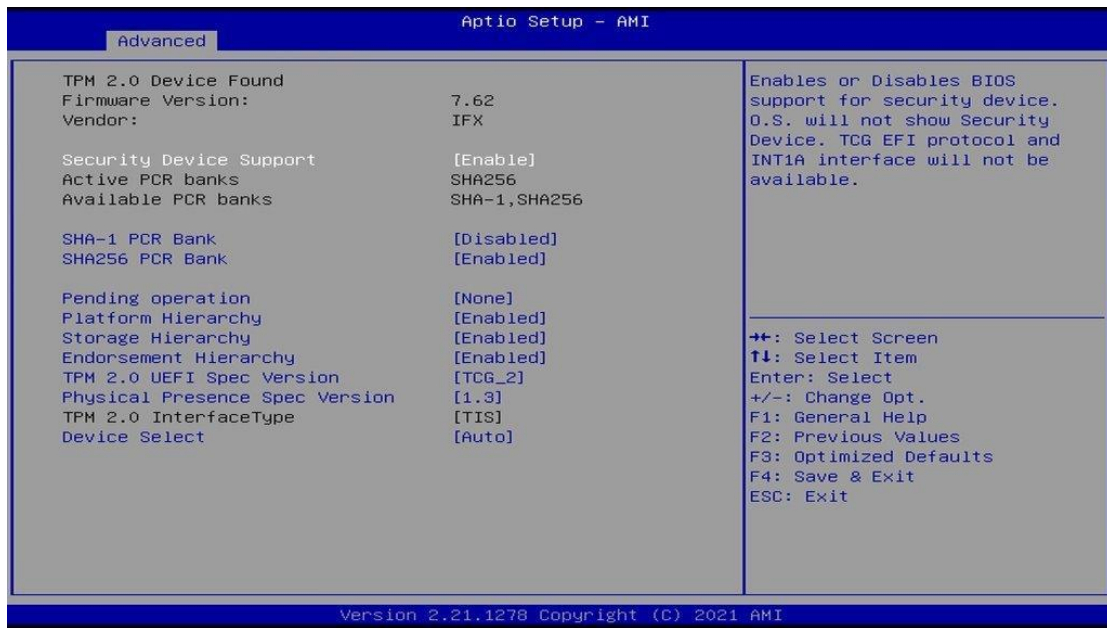 Aptio Setup - AMI
Advanced
TPM 2.0 Device Found
Firmware Version: 7.62
Vendor: IFX
Security Device Support [Enable]
Active PCR banks SHA256
Available PCR banks SHA-1,SHA256
SHA-1 PCR Bank [Disabled]
SHA256 PCR Bank [Enabled]
Pending operation [None]
Platform Hierarchy [Enabled]
Storage Hierarchy [Enabled]
Endorsement Hierarchy [Enabled]
TPM 2.0 UEFI Spec Version [TCG_2]
Physical Presence Spec Version [1.3]
TPM 2.0 InterfaceType [TIS]
Device Select [Auto]
Enables or Disables BIOS
support for security device.
O.S. will not show Security
Device. TCG EFI protocol and
INT1A interface will not be
available.
→←: Select Screen
↑↓: Select Item
Enter: Select
+/-: Change Opt.
F1: General Help
F2: Previous Values
F3: Optimized Defaults
F4: Save & Exit
ESC: Exit
Version 2.21.1278 Copyright (C) 2021 AMI